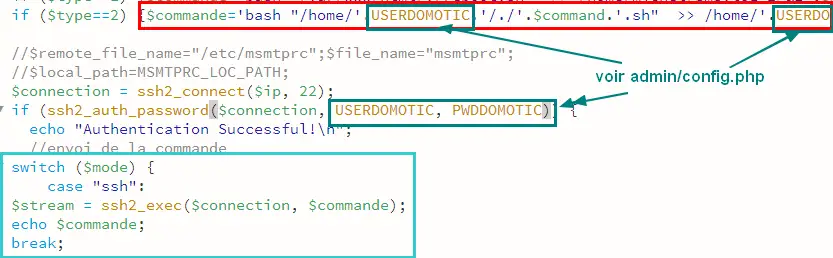 if ($type==2) {$commande='bash "/home/'.USERDOMOTIC.'/./'.$command.'.sh"  >> /home/'.USERDO
//$remote_file_name="/etc/msmtprc";$file_name="msmtprc";
//$local_path=MSMTPRC_LOC_PATH;
voir admin/config.php
$connection = ssh2_connect($ip, 22);
if (ssh2_auth_password($connection, USERDOMOTIC, PWDDOMOTIC)) {
echo "Authentication Successful!\n";
//envoi de la commande
switch ($mode) {
case "ssh":
$stream = ssh2_exec($connection, $commande);
echo $commande;
break;